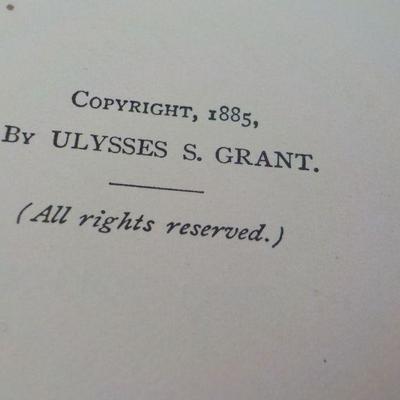 COPYRIGHT, 1885,
BY ULYSSES S. GRANT.
(All rights reserved.)